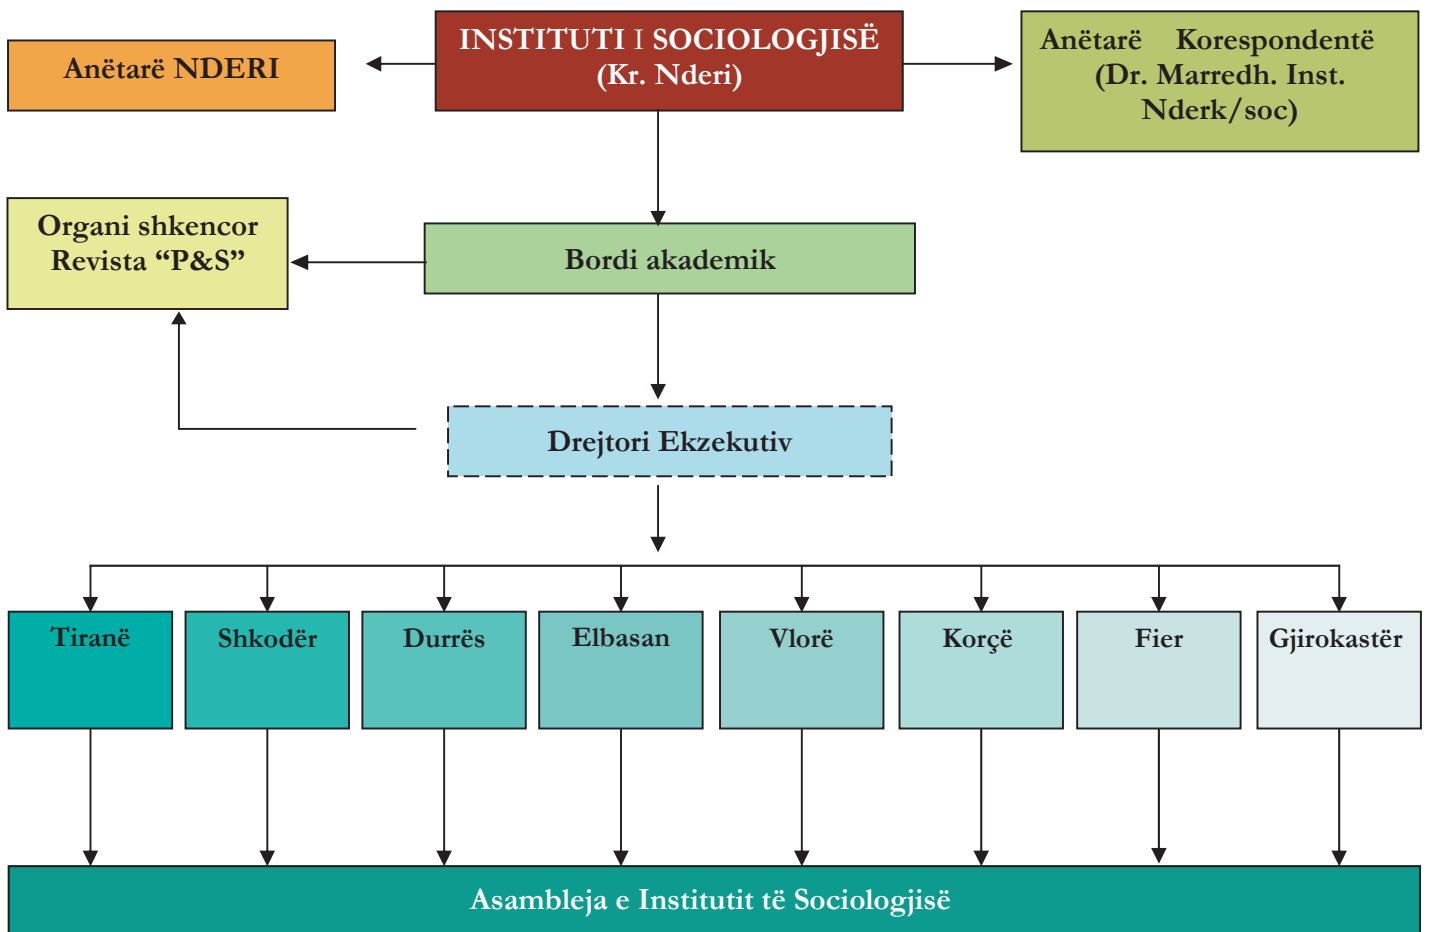 INSTITUTI I SOCIOLOGJISË
(Kr. Nderi)
Anëtarë NDERI
Anëtarë Korespondentë
(Dr. Marredh. Inst.
Nderk/soc)
Organi shkencor
Revista “P&S”
Bordi akademik
Drejtori Ekzekutiv
Tiranë
Shkodër
Durrës
Elbasan
Vlorë
Korçë
Fier
Gjirokastër
Asambleja e Institutit të Sociologjisë